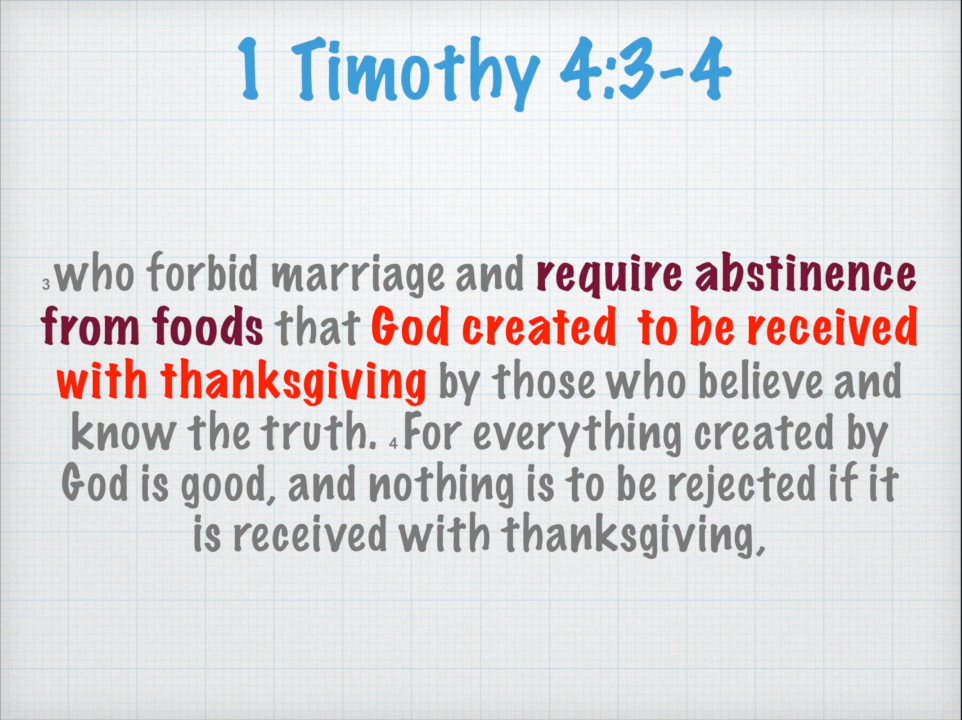 1 Timothy 4:3-4
3 who forbid marriage and require abstinence
from foods that God created to be received
with thanksgiving by those who believe and
know the truth. 4 For everything created by
God is good, and nothing is to be rejected if it
is received with thanksgiving,